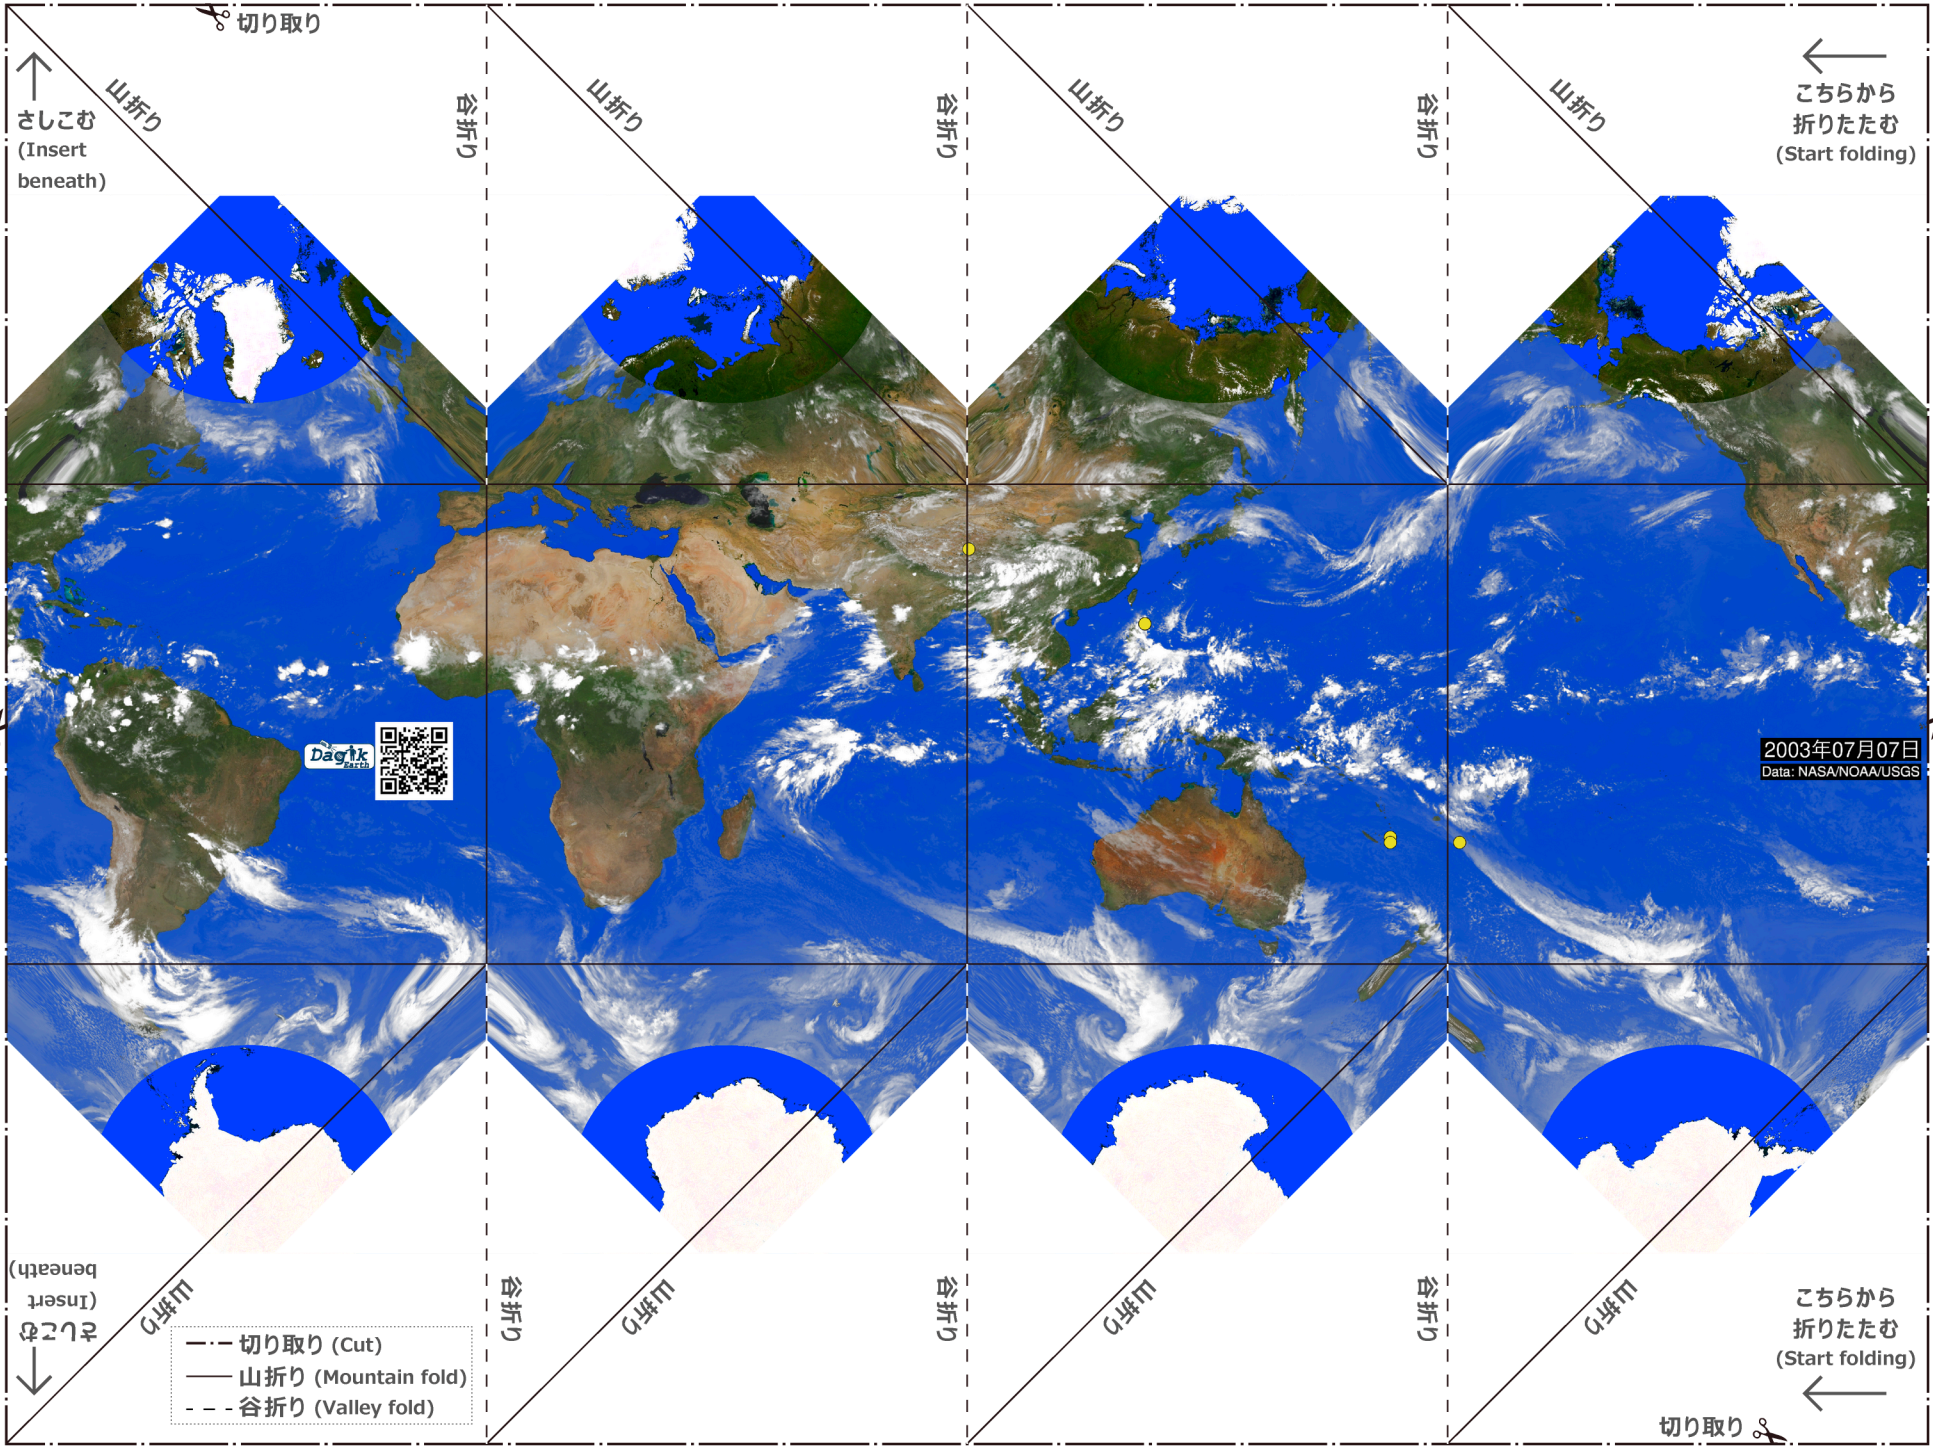 切り取り
山折り
谷折り
山折り
谷折り
山折り
谷折り
山折り
さしこむ
(Insert
beneath)
こちらから
折りたたむ
(Start folding)
Dagik
Earth
2003年07月07日
Data: NASA/NOAA/USGS
さしこむ
(Insert
beneath)
山折り
谷折り
山折り
谷折り
山折り
谷折り
山折り
こちらから
折りたたむ
(Start folding)
切り取り (Cut)
山折り (Mountain fold)
谷折り (Valley fold)
切り取り